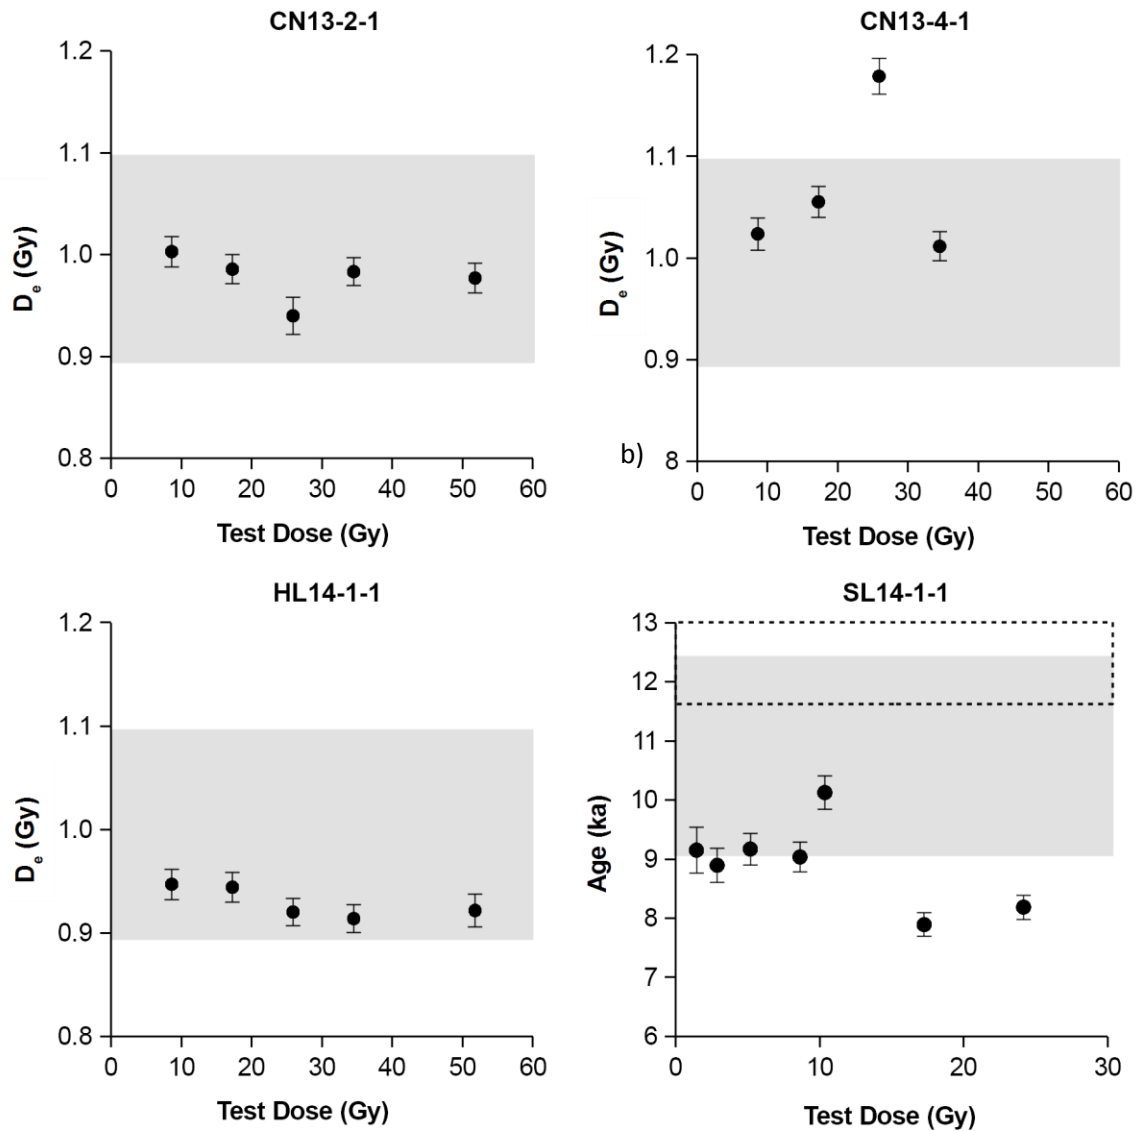 CN13-2-1
1.2
1.1
1.0
0.9
0.8
De (Gy)
0 10 20 30 40 50 60
Test Dose (Gy)
CN13-4-1
1.2
1.1
1.0
0.9
b) 8
De (Gy)
0 10 20 30 40 50 60
Test Dose (Gy)
HL14-1-1
1.2
1.1
1.0
0.9
0.8
De (Gy)
0 10 20 30 40 50 60
Test Dose (Gy)
SL14-1-1
13
12
11
10
9
8
7
6
Age (ka)
0 10 20 30
Test Dose (Gy)